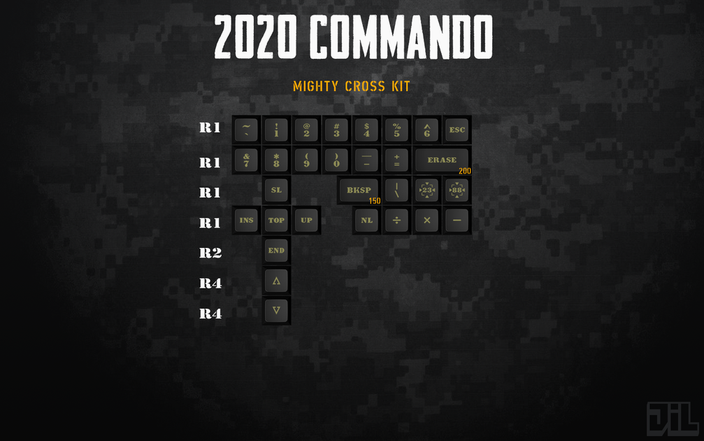 2020 COMMANDO
MIGHTY CROSS KIT
R1 ~ ` ! 1 @ 2 # 3 $ 4 % 5 ^ 6 ESC
R1 & 7 * 8 ( 9 ) 0 — – + = ERASE
200
R1 SL BKSP | \ 23 88
150
R1 INS TOP UP NL ÷ × −
R2 END
R4 △
R4 ▽
JIL